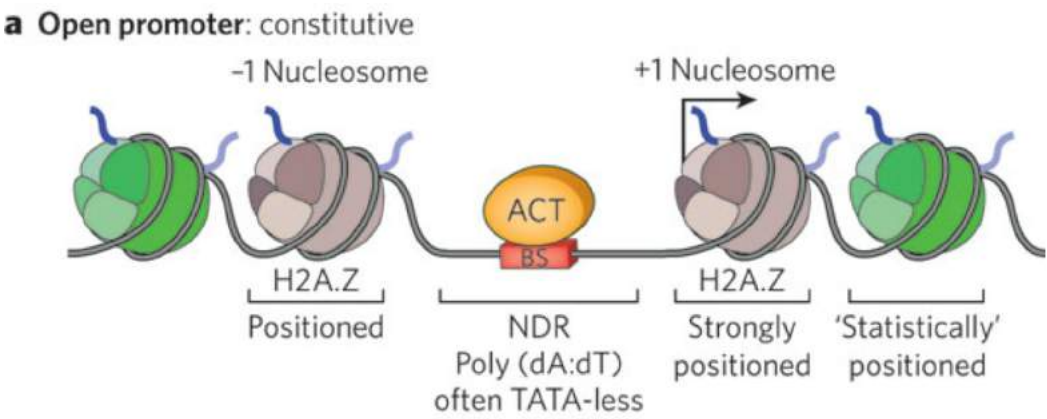 a Open promoter: constitutive
–1 Nucleosome
+1 Nucleosome
ACT
BS
H2A.Z
H2A.Z
Positioned
NDR
Poly (dA:dT)
often TATA-less
Strongly
positioned
‘Statistically’
positioned